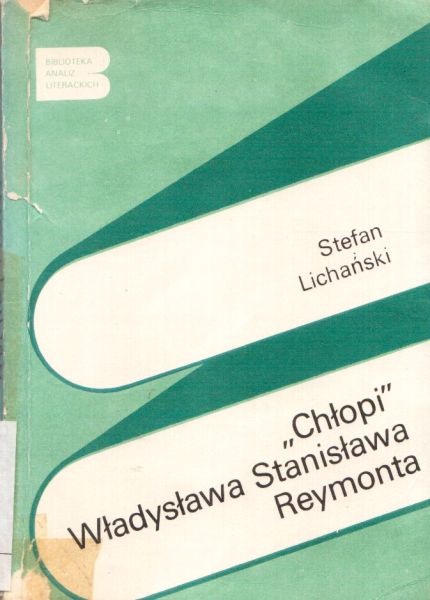 BIBLIOTEKA
ANALIZ
LITERACKICH
Stefan
Lichański
„Chłopi”
Władysława Stanisława
Reymonta